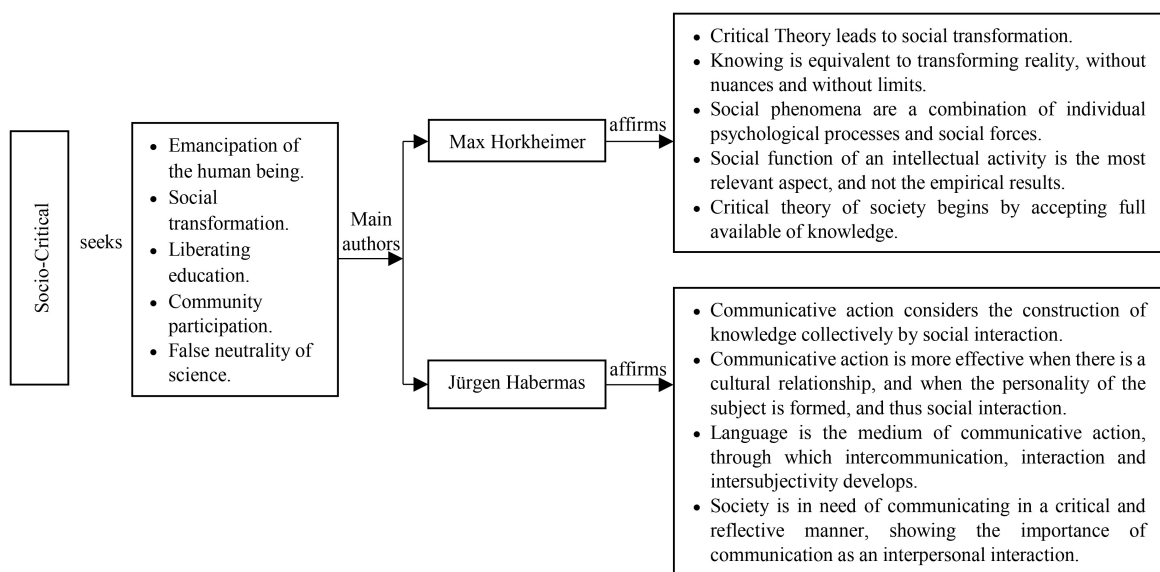 Socio-Critical
seeks
• Emancipation of
the human being.
• Social
transformation.
• Liberating
education.
• Community
participation.
• False neutrality of
science.
Main
authors
Max Horkheimer
affirms
• Critical Theory leads to social transformation.
• Knowing is equivalent to transforming reality, without
nuances and without limits.
• Social phenomena are a combination of individual
psychological processes and social forces.
• Social function of an intellectual activity is the most
relevant aspect, and not the empirical results.
• Critical theory of society begins by accepting full
available of knowledge.
Jürgen Habermas
affirms
• Communicative action considers the construction of
knowledge collectively by social interaction.
• Communicative action is more effective when there is a
cultural relationship, and when the personality of the
subject is formed, and thus social interaction.
• Language is the medium of communicative action,
through which intercommunication, interaction and
intersubjectivity develops.
• Society is in need of communicating in a critical and
reflective manner, showing the importance of
communication as an interpersonal interaction.